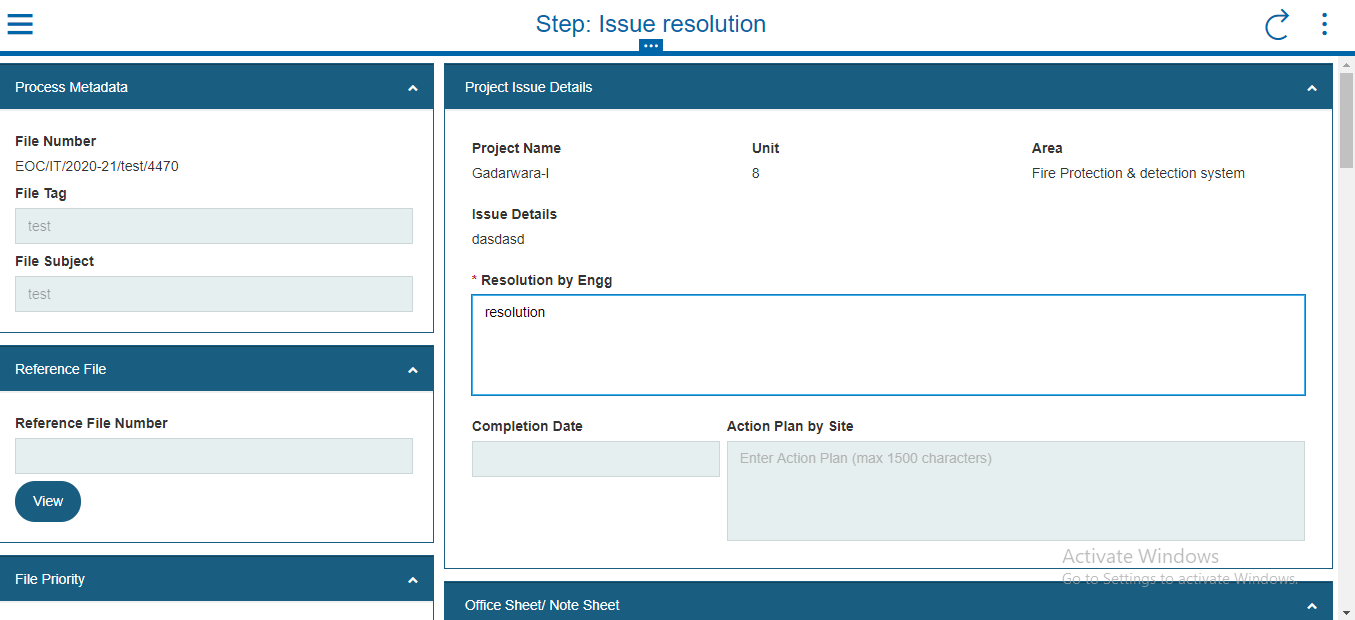 Step: Issue resolution
Process Metadata
File Number
EOC/IT/2020-21/test/4470
File Tag
test
File Subject
test
Reference File
Reference File Number
View
File Priority
Project Issue Details
Project Name Unit Area
Gadarwara-I 8 Fire Protection & detection system
Issue Details
dasdasd
* Resolution by Engg
resolution
Completion Date Action Plan by Site
Enter Action Plan (max 1500 characters)
Activate Windows
Go to Settings to activate Windows.
Office Sheet/ Note Sheet